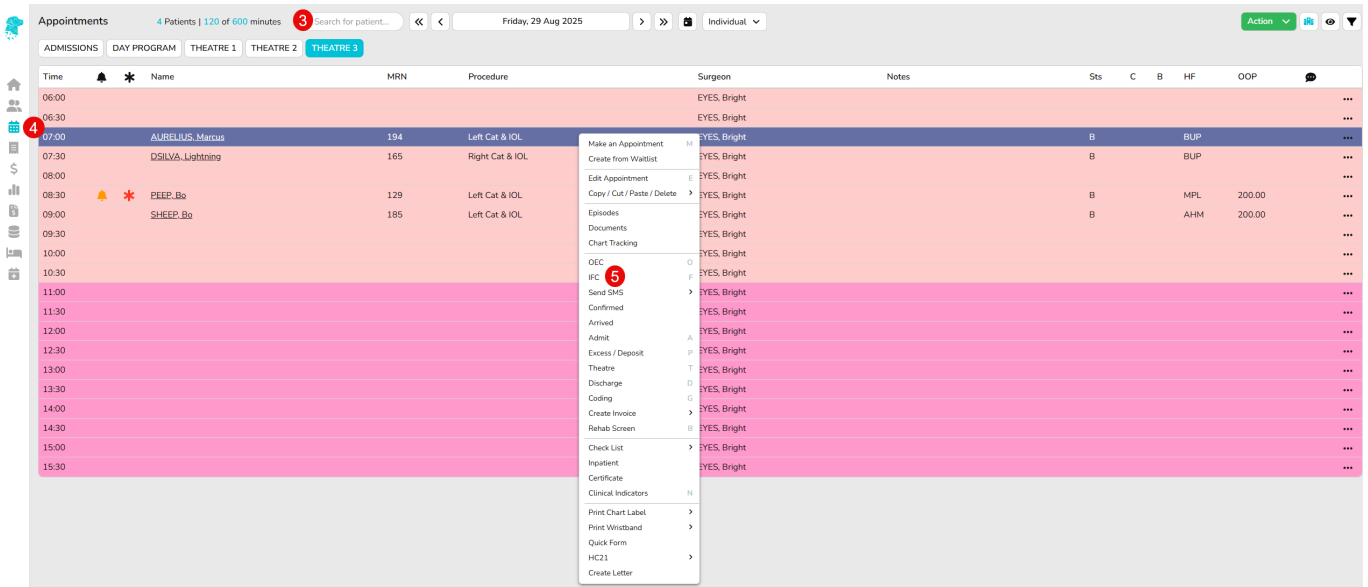 Appointments 4 Patients | 120 of 600 minutes 3 Search for patient... Friday, 29 Aug 2025 Individual Action
ADMISSIONS DAY PROGRAM THEATRE 1 THEATRE 2 THEATRE 3
Time Name MRN Procedure Surgeon Notes Sts C B HF OOP
06:00 EYES, Bright
06:30 EYES, Bright
4
07:00 AURELIUS, Marcus 194 Left Cat & IOL EYES, Bright B BUP
07:30 DSILVA, Lightning 165 Right Cat & IOL EYES, Bright B BUP
08:00 EYES, Bright
08:30 PEEP, Bo 129 Left Cat & IOL EYES, Bright B MPL 200.00
09:00 SHEEP, Bo 185 Left Cat & IOL EYES, Bright B AHM 200.00
09:30 EYES, Bright
10:00 EYES, Bright
10:30 EYES, Bright
11:00 EYES, Bright
11:30 EYES, Bright
12:00 EYES, Bright
12:30 EYES, Bright
13:00 EYES, Bright
13:30 EYES, Bright
14:00 EYES, Bright
14:30 EYES, Bright
15:00 EYES, Bright
15:30 EYES, Bright
Make an Appointment M
Create from Waitlist
Edit Appointment E
Copy / Cut / Paste / Delete
Episodes
Documents
Chart Tracking
OEC O
IFC 5 F
Send SMS
Confirmed
Arrived
Admit A
Excess / Deposit P
Theatre T
Discharge D
Coding G
Create Invoice
Rehab Screen B
Check List
Inpatient
Certificate
Clinical Indicators N
Print Chart Label
Print Wristband
Quick Form
HC21
Create Letter